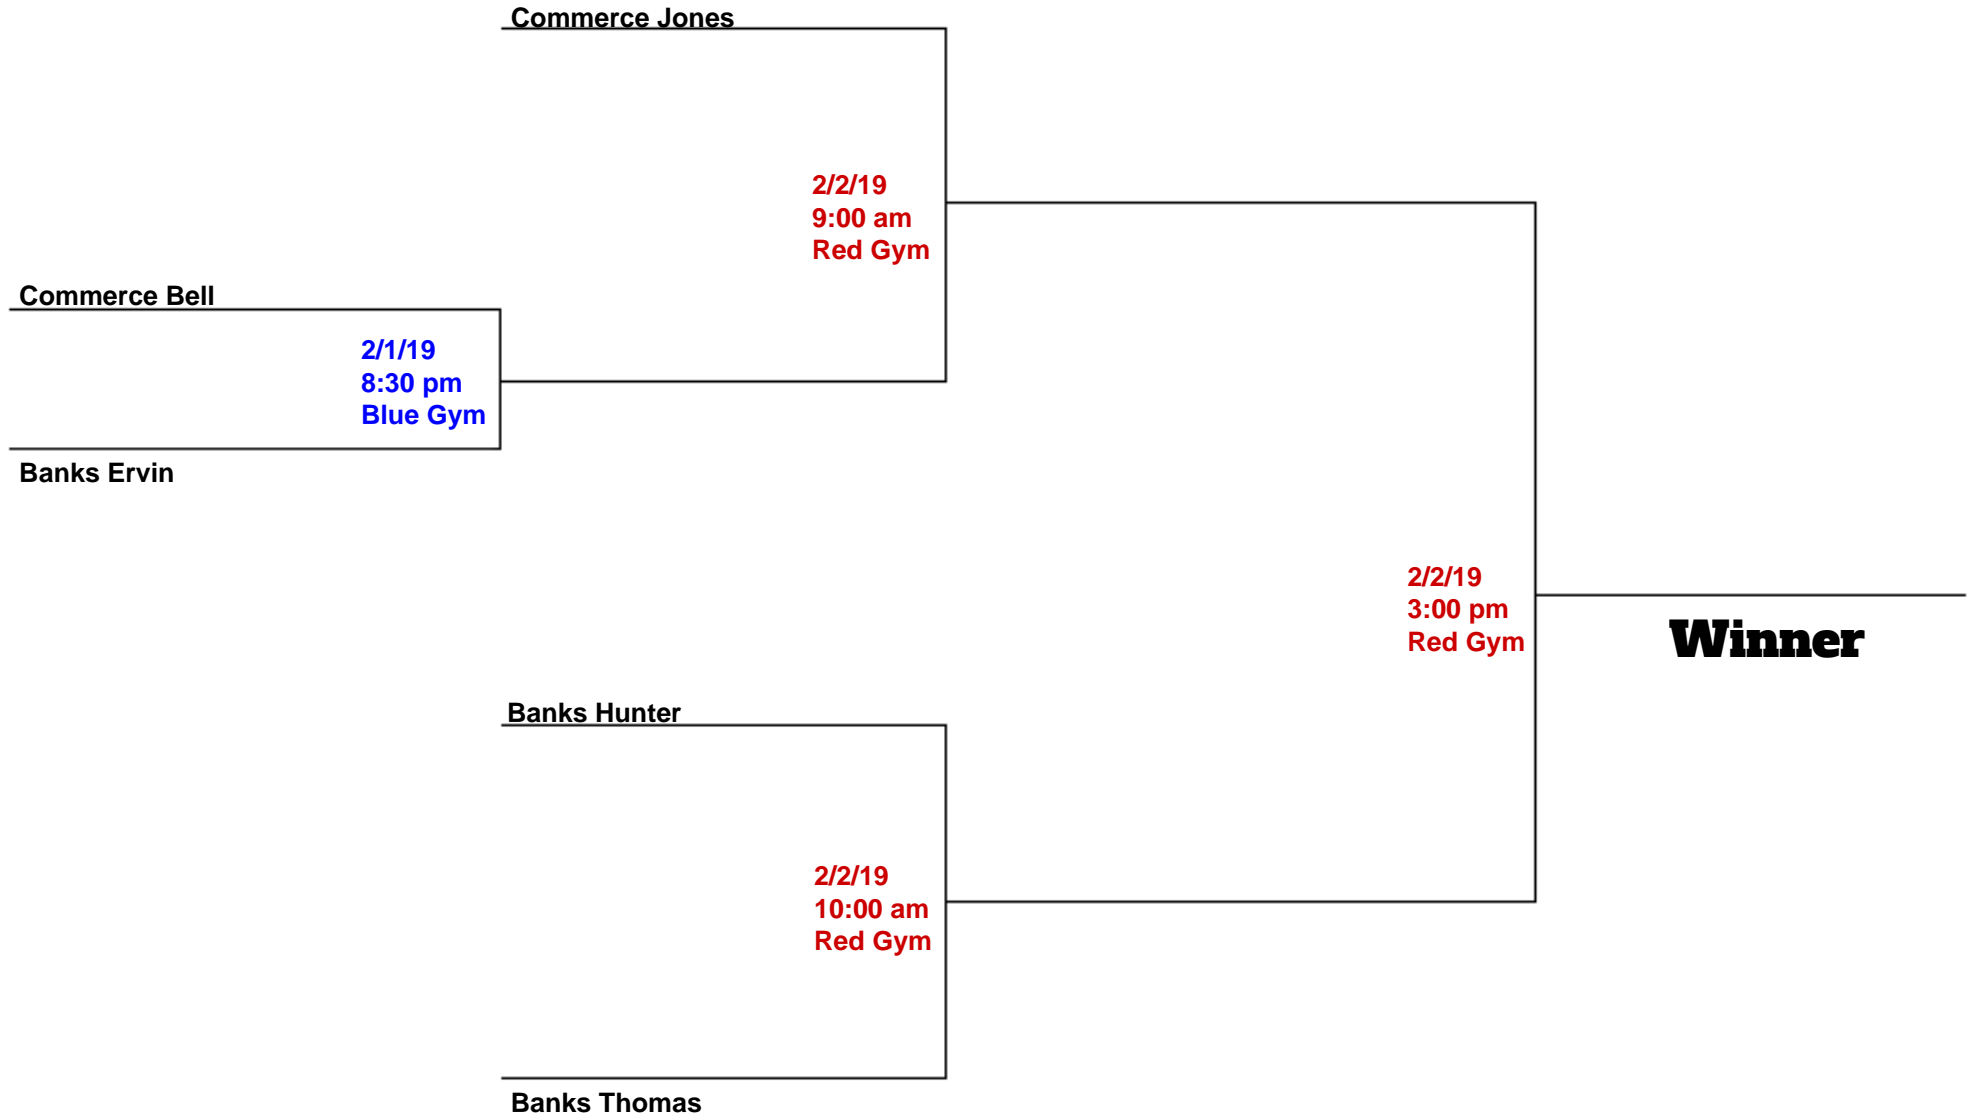 Commerce Jones
2/2/19
9:00 am
Red Gym
Commerce Bell
2/1/19
8:30 pm
Blue Gym
Banks Ervin
2/2/19
3:00 pm
Red Gym
Winner
Banks Hunter
2/2/19
10:00 am
Red Gym
Banks Thomas